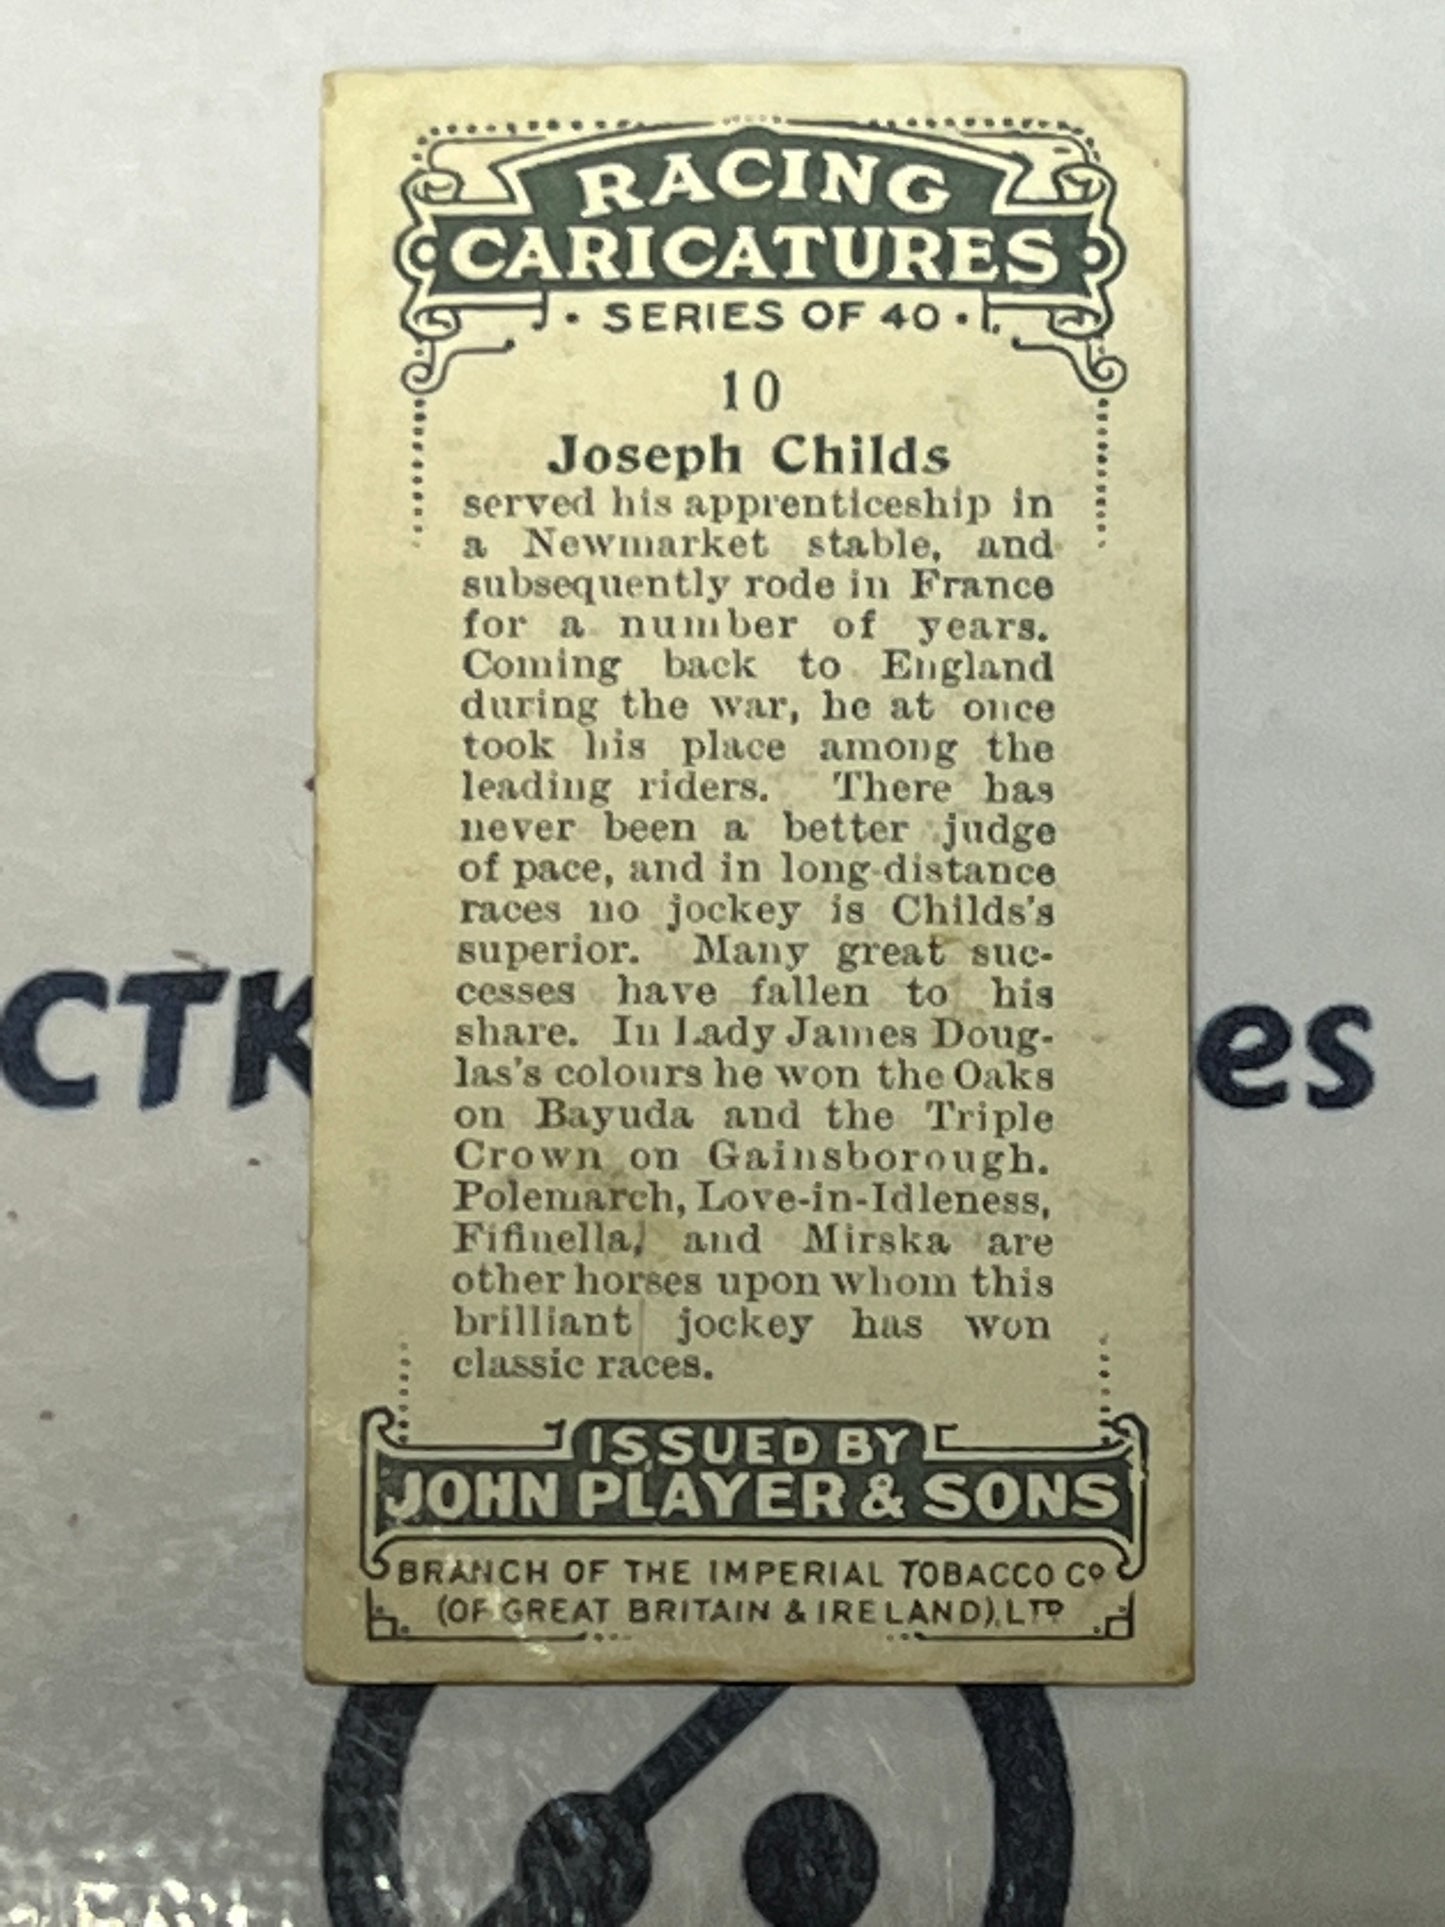 RACING
CARICATURES
· SERIES OF 40 ·
10
Joseph Childs
served his apprenticeship in
a Newmarket stable, and
subsequently rode in France
for a number of years.
Coming back to England
during the war, he at once
took his place among the
leading riders. There has
never been a better judge
of pace, and in long-distance
races no jockey is Childs's
superior. Many great suc-
cesses have fallen to his
share. In Lady James Doug-
las's colours he won the Oaks
on Bayuda and the Triple
Crown on Gainsborough.
Polemarch, Love-in-Idleness,
Fifinella, and Mirska are
other horses upon whom this
brilliant jockey has won
classic races.
CTK es
ISSUED BY
JOHN PLAYER & SONS
BRANCH OF THE IMPERIAL TOBACCO Cº
(OF GREAT BRITAIN & IRELAND), LTD